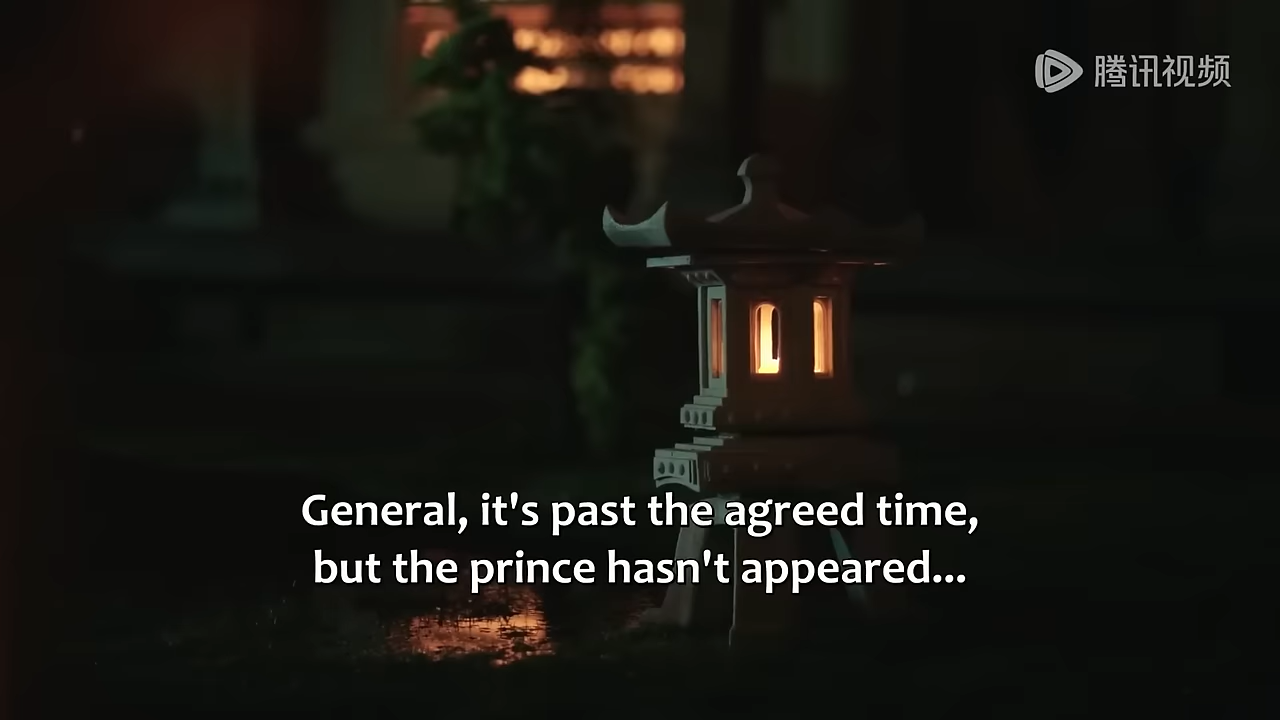 腾讯视频
General, it's past the agreed time,
but the prince hasn't appeared...